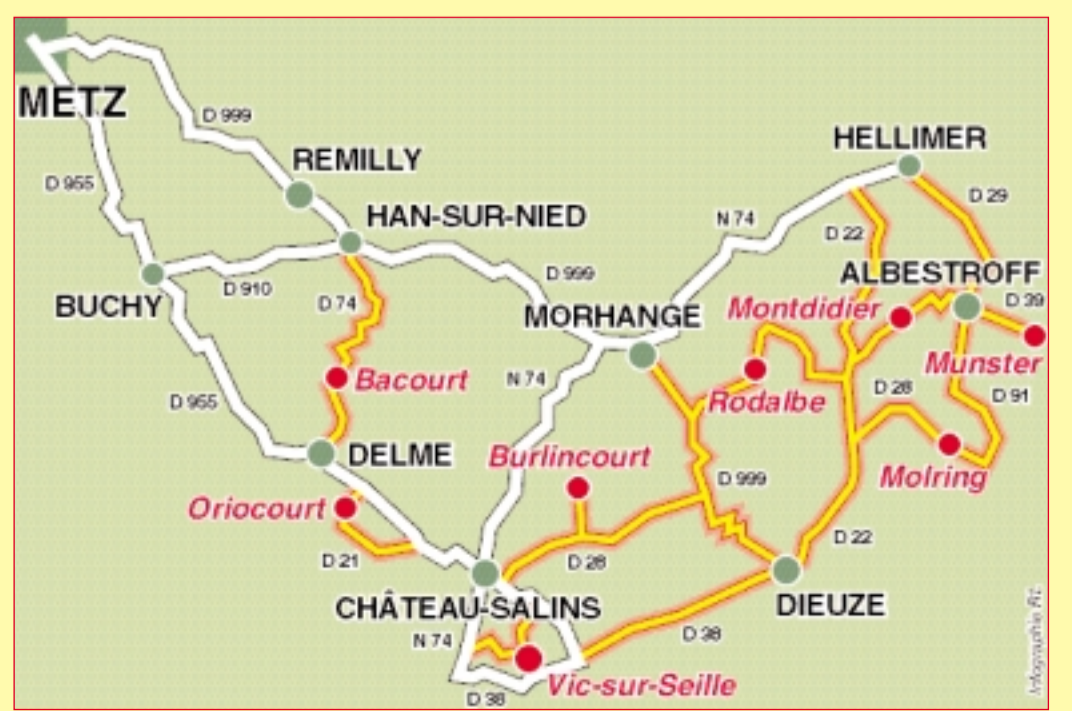 METZ
D 999
HELLIMER
REMILLY
D 955
D 29
HAN-SUR-NIED
N 74
D 22
D 999
ALBESTROFF
D 910
D 74
BUCHY
MORHANGE
Montdidier
D 39
Munster
Bacourt
N 74
D 955
Rodalbe
D 28
D 91
DELME
Burlincourt
D 999
Molring
Oriocourt
D 22
D 21
D 28
CHÂTEAU-SALINS
DIEUZE
N 74
D 38
Vic-sur-Seille
D 38
Infographie RL